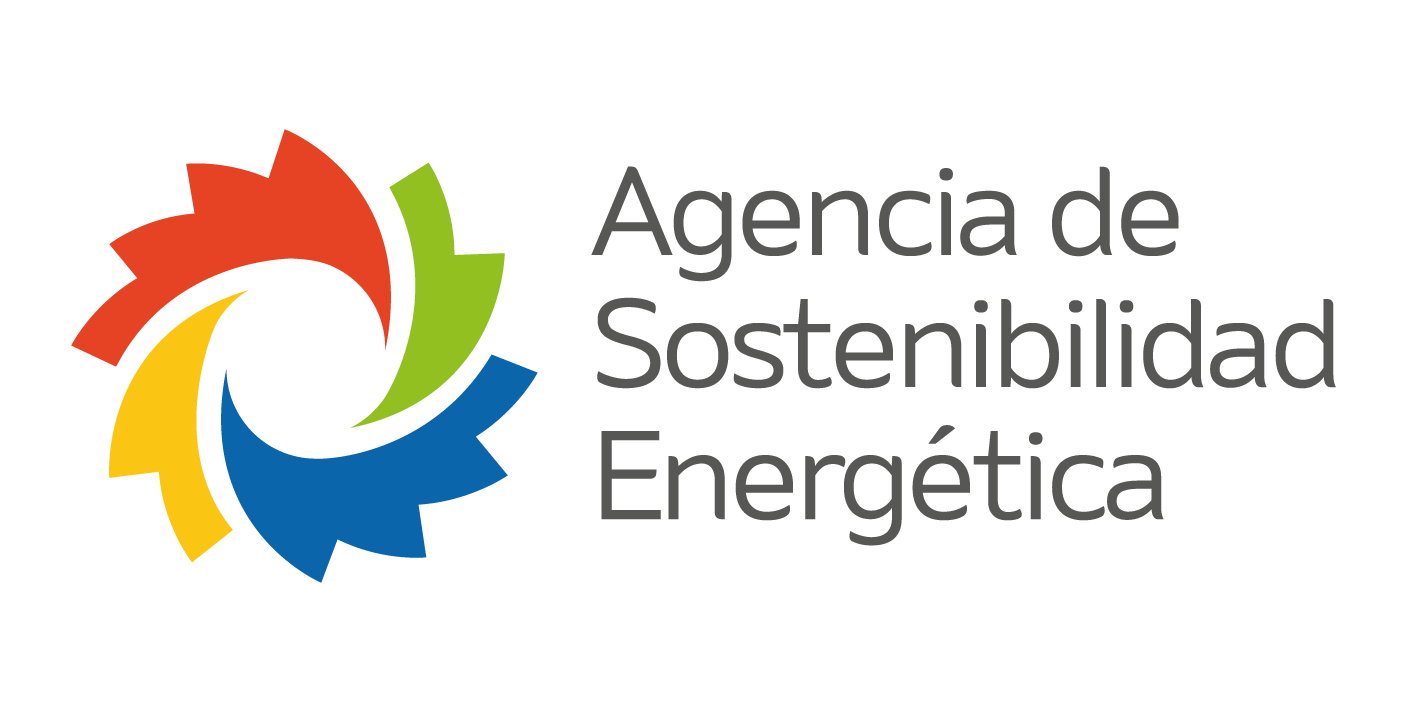 Agencia de
Sostenibilidad
Energética